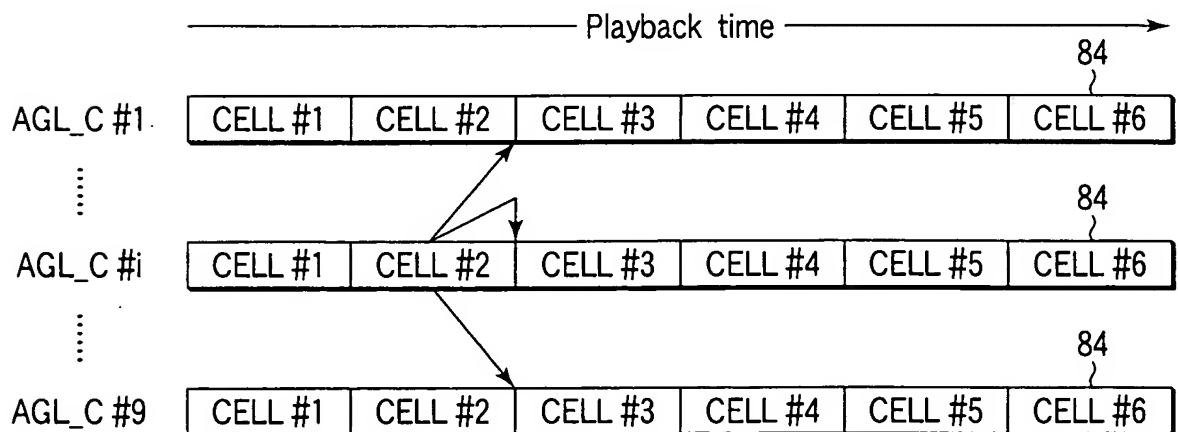 Playback time
84
AGL_C #1 CELL #1 CELL #2 CELL #3 CELL #4 CELL #5 CELL #6
84
AGL_C #i CELL #1 CELL #2 CELL #3 CELL #4 CELL #5 CELL #6
84
AGL_C #9 CELL #1 CELL #2 CELL #3 CELL #4 CELL #5 CELL #6